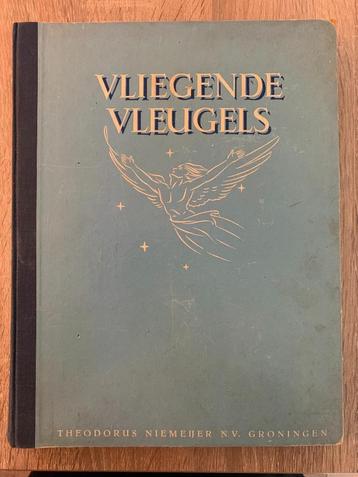 VLIEGENDE
VLEUGELS
THEODORUS NIEMEIJER N.V. GRONINGEN